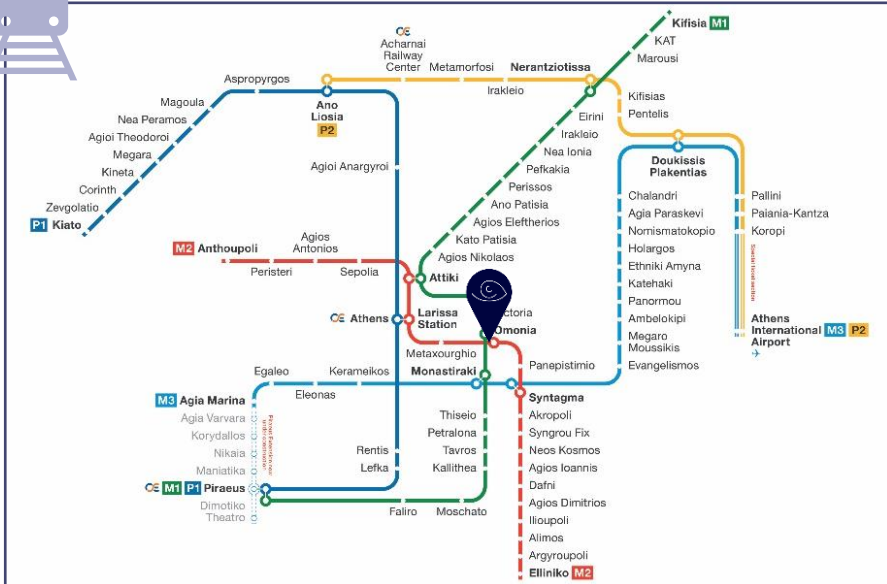 Kifisia M1
KAT
Marousi
Acharnai
Railway
Center
Metamorfosi
Nerantziotissa
Irakleio
Aspropyrgos
Ano
Liosia
P2
Magoula
Nea Peramos
Agioi Theodoroi
Megara
Kineta
Corinth
Zevgolatio
P1 Kiato
Kifisias
Pentelis
Doukissis
Plakentias
Eirini
Irakleio
Nea Ionia
Pefkakia
Perissos
Ano Patisia
Agios Eleftherios
Kato Patisia
Agios Nikolaos
Attiki
Agioi Anargyroi
M2 Anthoupoli
Agios
Antonios
Peristeri
Sepolia
Athens
Larissa
Station
Omonia
Metaxourghio
Monastiraki
Panepistimio
Syntagma
Chalandri
Agia Paraskevi
Nomismatokopio
Holargos
Ethniki Amyna
Katehaki
Panormou
Ambelokipi
Megaro
Moussikis
Evangelismos
Pallini
Paiania-Kantza
Koropi
Athens
International M3 P2
Airport
Egaleo
Kerameikos
Eleonas
M3 Agia Marina
Agia Varvara
Korydallos
Nikaia
Maniatika
M1 P1 Piraeus
Dimotiko
Theatro
Rentis
Lefka
Thiseio
Petralona
Tavros
Kallithea
Faliro
Moschato
Akropoli
Syngrou Fix
Neos Kosmos
Agios Ioannis
Dafni
Agios Dimitrios
Ilioupoli
Alimos
Argyroupoli
Elliniko M2